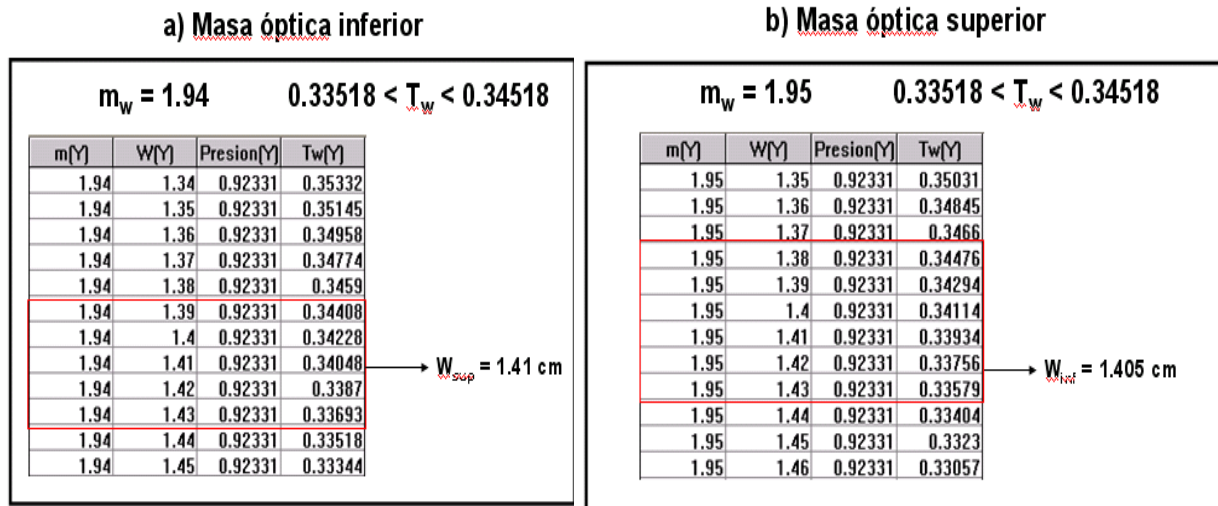 a) Masa óptica inferior
m_w = 1.94 0.33518 < T_w < 0.34518
m(Y) W(Y) Presion(Y) Tw(Y)
1.94 1.34 0.92331 0.35332
1.94 1.35 0.92331 0.35145
1.94 1.36 0.92331 0.34958
1.94 1.37 0.92331 0.34774
1.94 1.38 0.92331 0.3459
1.94 1.39 0.92331 0.34408
1.94 1.4 0.92331 0.34228
1.94 1.41 0.92331 0.34048
W_sup = 1.41 cm
1.94 1.42 0.92331 0.3387
1.94 1.43 0.92331 0.33693
1.94 1.44 0.92331 0.33518
1.94 1.45 0.92331 0.33344
b) Masa óptica superior
m_w = 1.95 0.33518 < T_w < 0.34518
m(Y) W(Y) Presion(Y) Tw(Y)
1.95 1.35 0.92331 0.35031
1.95 1.36 0.92331 0.34845
1.95 1.37 0.92331 0.3466
1.95 1.38 0.92331 0.34476
1.95 1.39 0.92331 0.34294
1.95 1.4 0.92331 0.34114
1.95 1.41 0.92331 0.33934
1.95 1.42 0.92331 0.33756
W_inf = 1.405 cm
1.95 1.43 0.92331 0.33579
1.95 1.44 0.92331 0.33404
1.95 1.45 0.92331 0.3323
1.95 1.46 0.92331 0.33057